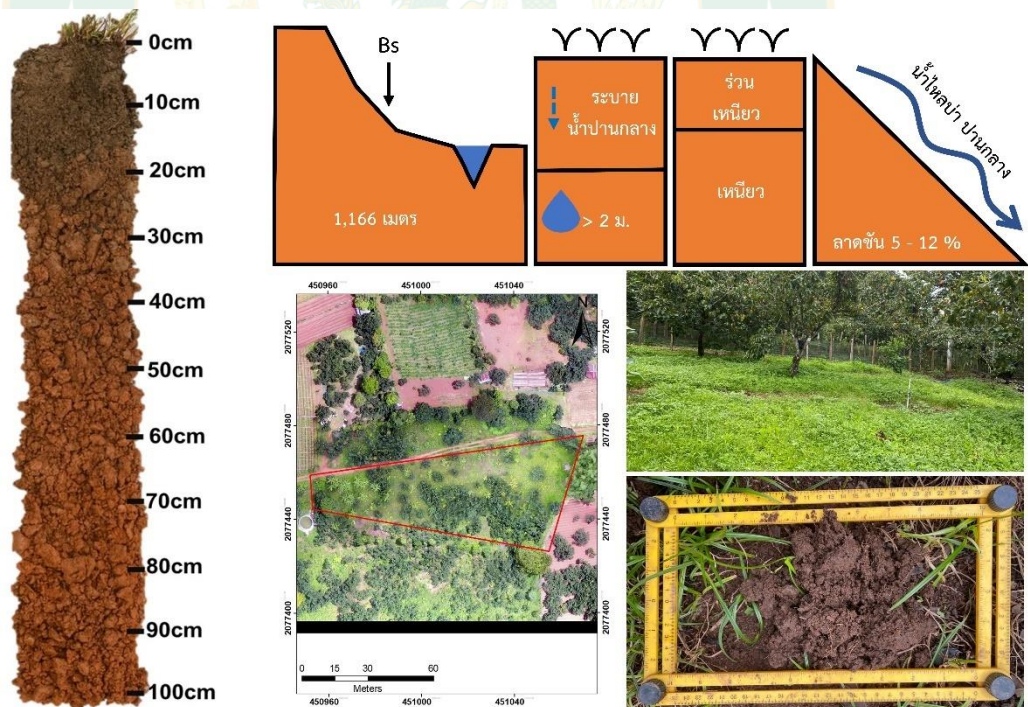 0cm
10cm
20cm
30cm
40cm
50cm
60cm
70cm
80cm
90cm
100cm
Bs
1,166 เมตร
ระบาย
น้ำปานกลาง
> 2 ม.
ร่วน
เหนียว
เหนียว
น้ำไหลบ่า ปานกลาง
ลาดชัน 5 - 12 %
450960
451000
451040
N
2077520
2077480
2077440
2077400
2077520
2077480
2077440
2077400
0 15 30 60
Meters
450960
451000
451040